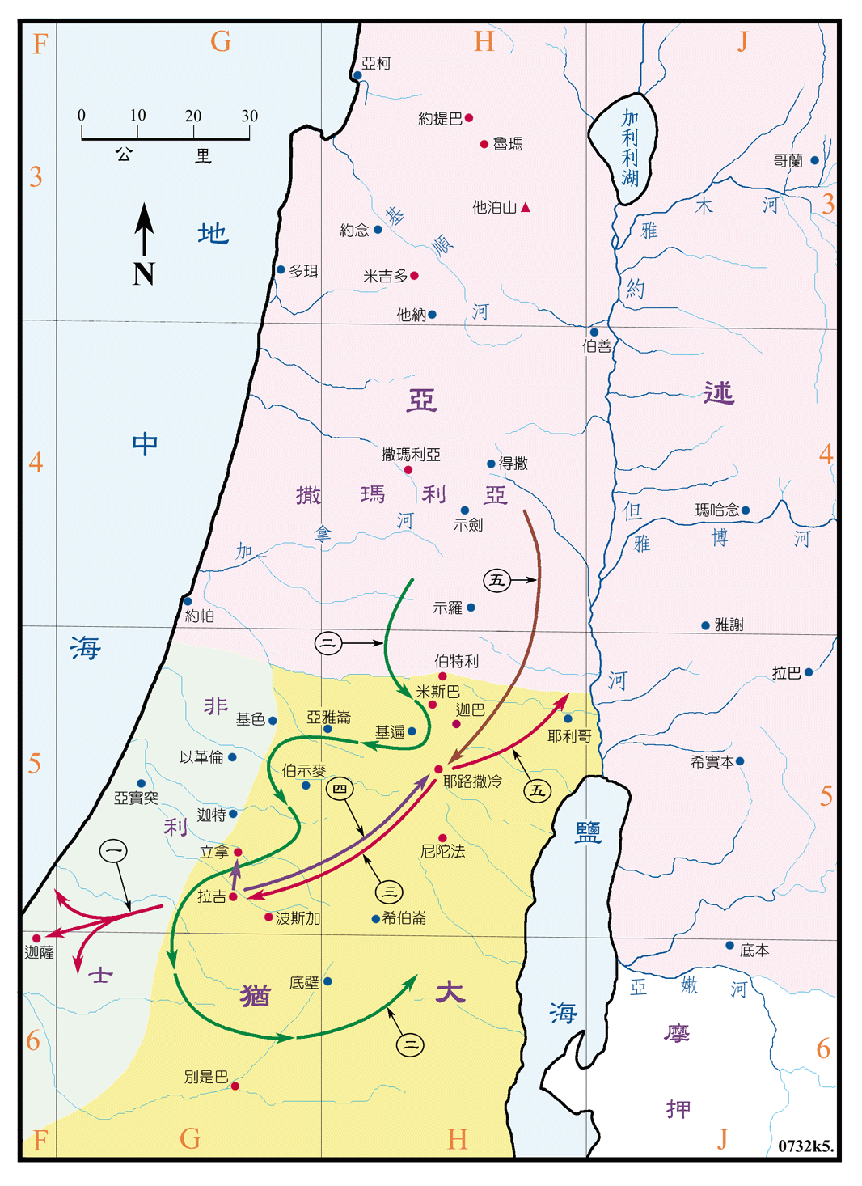 F
G
H
J
亞柯
0 10 20 30
公里
約提巴
魯瑪
加利利湖
哥蘭
3
他泊山
雅木河
3
N
地
約念
基順
河
多珥
米吉多
約
他納
伯善
亞
述
中
4
撒瑪利亞
得撒
4
撒瑪利亞
示劍
但
瑪哈念
雅博河
加拿河
五
約帕
示羅
雅謝
海
二
伯特利
河
拉巴
米斯巴
非
基色
亞雅崙
基遍
迦巴
耶利哥
5
以革倫
伯示麥
耶路撒冷
希實本
亞實突
四
五
5
迦特
利
鹽
一
立拿
尼陀法
拉吉
三
波斯加
希伯崙
迦薩
底本
士
底璧
猶
大
亞嫩河
海
摩
6
二
6
別是巴
押
F
G
H
J
0732k5.